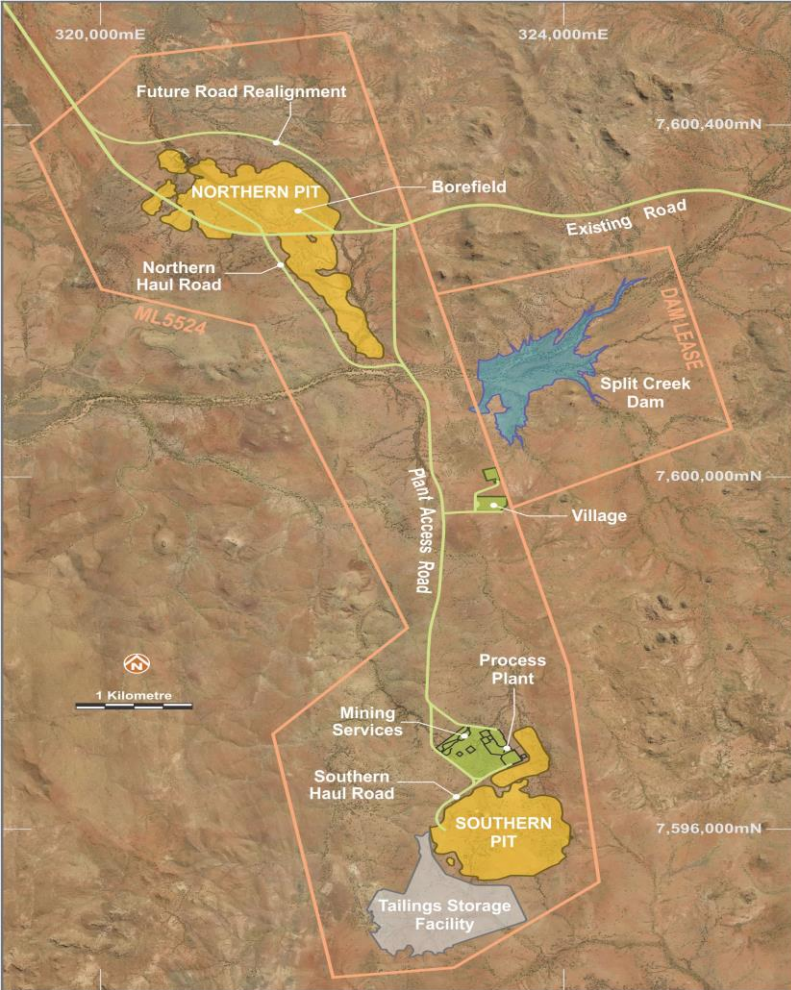 320,000mE
324,000mE
Future Road Realignment
7,600,400mN
NORTHERN PIT
Borefield
Existing Road
Northern
Haul Road
ML5524
DAM LEASE
Split Creek
Dam
7,600,000mN
Plant Access Road
Village
N
Process
Plant
1 Kilometre
Mining
Services
Southern
Haul Road
SOUTHERN
PIT
7,596,000mN
Tailings Storage
Facility